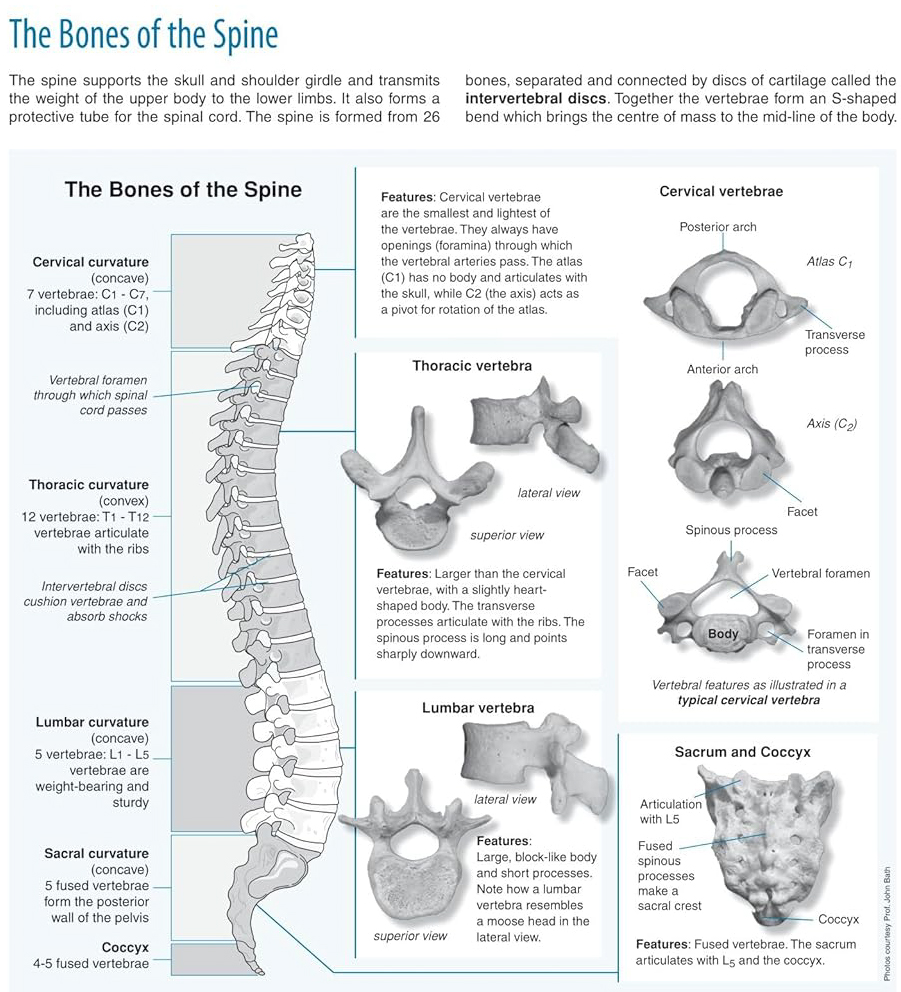 The Bones of the Spine
The spine supports the skull and shoulder girdle and transmits
the weight of the upper body to the lower limbs. It also forms a
protective tube for the spinal cord. The spine is formed from 26
bones, separated and connected by discs of cartilage called the
intervertebral discs. Together the vertebrae form an S-shaped
bend which brings the centre of mass to the mid-line of the body.
The Bones of the Spine
Cervical curvature
(concave)
7 vertebrae: C1 - C7,
including atlas (C1)
and axis (C2)
Vertebral foramen
through which spinal
cord passes
Thoracic curvature
(convex)
12 vertebrae: T1 - T12
vertebrae articulate
with the ribs
Intervertebral discs
cushion vertebrae and
absorb shocks
Lumbar curvature
(concave)
5 vertebrae: L1 - L5
vertebrae are
weight-bearing and
sturdy
Sacral curvature
(concave)
5 fused vertebrae
form the posterior
wall of the pelvis
Coccyx
4-5 fused vertebrae
Features: Cervical vertebrae
are the smallest and lightest of
the vertebrae. They always have
openings (foramina) through which
the vertebral arteries pass. The atlas
(C1) has no body and articulates with
the skull, while C2 (the axis) acts as
a pivot for rotation of the atlas.
Thoracic vertebra
lateral view
superior view
Features: Larger than the cervical
vertebrae, with a slightly heart-
shaped body. The transverse
processes articulate with the ribs. The
spinous process is long and points
sharply downward.
Lumbar vertebra
lateral view
Features:
Large, block-like body
and short processes.
Note how a lumbar
vertebra resembles
a moose head in the
lateral view.
superior view
Cervical vertebrae
Posterior arch
Atlas C1
Transverse
process
Anterior arch
Axis (C2)
Facet
Spinous process
Facet
Vertebral foramen
Body
Foramen in
transverse
process
Vertebral features as illustrated in a
typical cervical vertebra
Sacrum and Coccyx
Articulation
with L5
Fused
spinous
processes
make a
sacral crest
Coccyx
Features: Fused vertebrae. The sacrum
articulates with L5 and the coccyx.
Photos courtesy Prof. John Bath